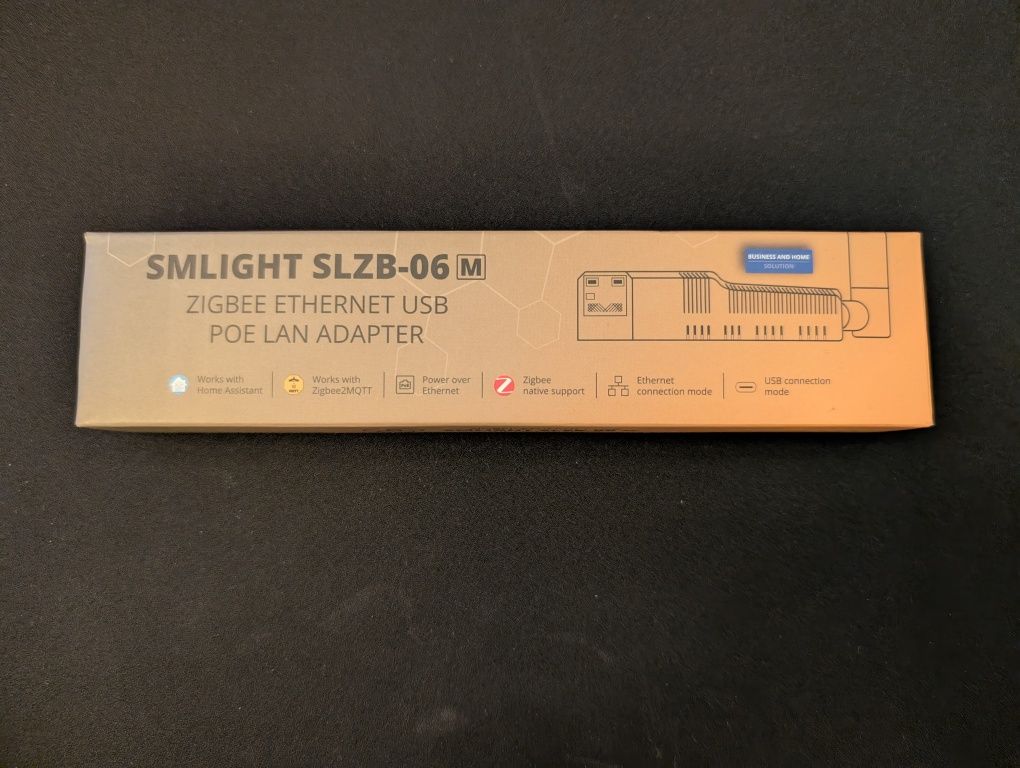 SMLIGHT SLZB-06 M
ZIGBEE ETHERNET USB
POE LAN ADAPTER
BUSINESS AND HOME
SOLUTION
Works with
Home Assistant
Works with
Zigbee2MQTT
Power over
Ethernet
Zigbee
native support
Ethernet
connection mode
USB connection
mode